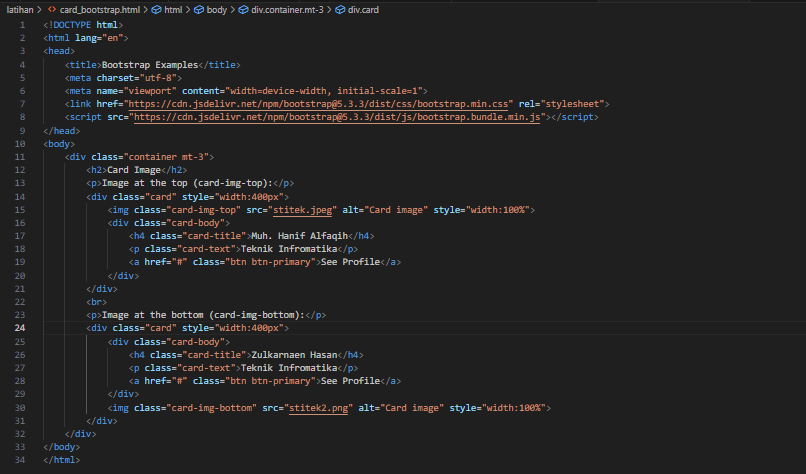 latihan > <> card_bootstrap.html > html > body > div.container.mt-3 > div.card
1 <!DOCTYPE html>
2 <html lang="en">
3 <head>
4 <title>Bootstrap Examples</title>
5 <meta charset="utf-8">
6 <meta name="viewport" content="width=device-width, initial-scale=1">
7 <link href="https://cdn.jsdelivr.net/npm/bootstrap@5.3.3/dist/css/bootstrap.min.css" rel="stylesheet">
8 <script src="https://cdn.jsdelivr.net/npm/bootstrap@5.3.3/dist/js/bootstrap.bundle.min.js"></script>
9 </head>
10 <body>
11 <div class="container mt-3">
12 <h2>Card Image</h2>
13 <p>Image at the top (card-img-top):</p>
14 <div class="card" style="width:400px">
15 <img class="card-img-top" src="stitek.jpeg" alt="Card image" style="width:100%">
16 <div class="card-body">
17 <h4 class="card-title">Muh. Hanif Alfaqih</h4>
18 <p class="card-text">Teknik Infromatika</p>
19 <a href="#" class="btn btn-primary">See Profile</a>
20 </div>
21 </div>
22 <br>
23 <p>Image at the bottom (card-img-bottom):</p>
24 <div class="card" style="width:400px">
25 <div class="card-body">
26 <h4 class="card-title">Zulkarnaen Hasan</h4>
27 <p class="card-text">Teknik Infromatika</p>
28 <a href="#" class="btn btn-primary">See Profile</a>
29 </div>
30 <img class="card-img-bottom" src="stitek2.png" alt="Card image" style="width:100%">
31 </div>
32 </div>
33 </body>
34 </html>